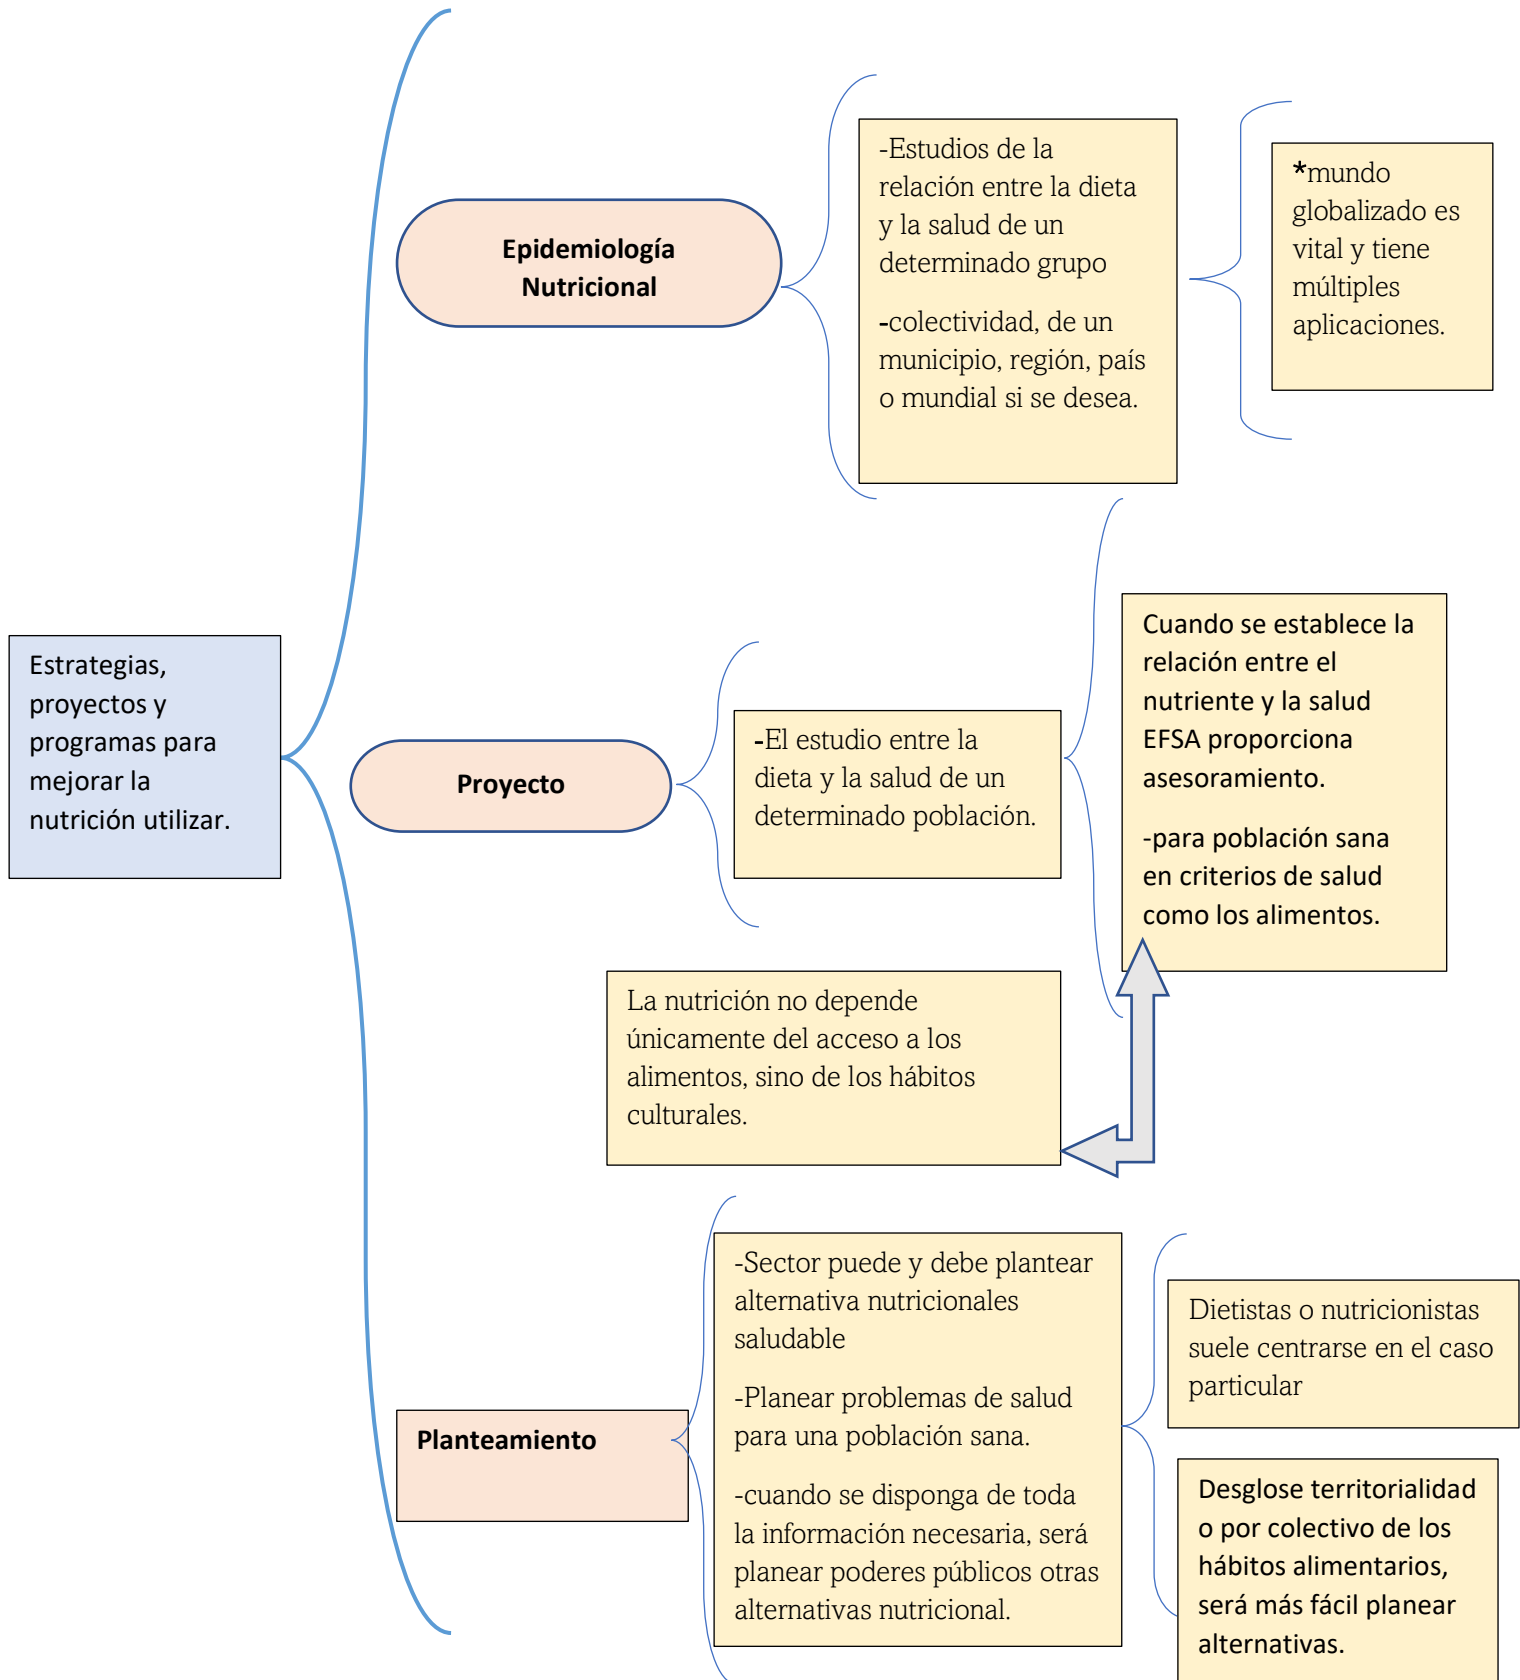 Estrategias,
proyectos y
programas para
mejorar la
nutrición utilizar.
Epidemiología
Nutricional
-Estudios de la
relación entre la dieta
y la salud de un
determinado grupo
-colectividad, de un
municipio, región, país
o mundial si se desea.
*mundo
globalizado es
vital y tiene
múltiples
aplicaciones.
Proyecto
-El estudio entre la
dieta y la salud de un
determinado población.
Cuando se establece la
relación entre el
nutriente y la salud
EFSA proporciona
asesoramiento.
-para población sana
en criterios de salud
como los alimentos.
La nutrición no depende
únicamente del acceso a los
alimentos, sino de los hábitos
culturales.
Planteamiento
-Sector puede y debe plantear
alternativa nutricionales
saludable
-Planear problemas de salud
para una población sana.
-cuando se disponga de toda
la información necesaria, será
planear poderes públicos otras
alternativas nutricional.
Dietistas o nutricionistas
suele centrarse en el caso
particular
Desglose territorialidad
o por colectivo de los
hábitos alimentarios,
será más fácil planear
alternativas.